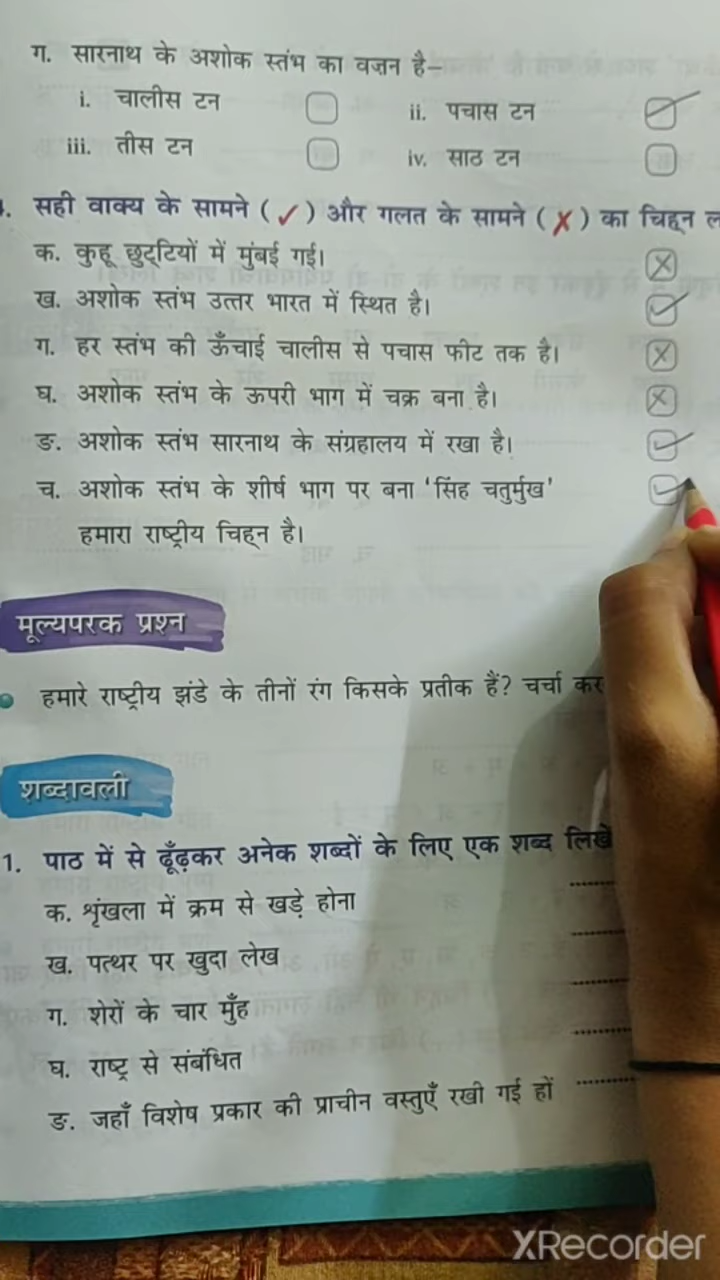 ग. सारनाथ के अशोक स्तंभ का वज़न है–
i. चालीस टन ii. पचास टन
iii. तीस टन iv. साठ टन
सही वाक्य के सामने (✓) और गलत के सामने (✗) का चिह्न
क. कुहू छुट्टियों में मुंबई गई।
ख. अशोक स्तंभ उत्तर भारत में स्थित है।
ग. हर स्तंभ की ऊँचाई चालीस से पचास फीट तक है।
घ. अशोक स्तंभ के ऊपरी भाग में चक्र बना है।
ङ. अशोक स्तंभ सारनाथ के संग्रहालय में रखा है।
च. अशोक स्तंभ के शीर्ष भाग पर बना ‘सिंह चतुर्मुख’
हमारा राष्ट्रीय चिह्न है।
मूल्यपरक प्रश्न
हमारे राष्ट्रीय झंडे के तीनों रंग किसके प्रतीक हैं? चर्चा कर
शब्दावली
1. पाठ में से ढूँढ़कर अनेक शब्दों के लिए एक शब्द लिखें
क. शृंखला में क्रम से खड़े होना
ख. पत्थर पर खुदा लेख
ग. शेरों के चार मुँह
घ. राष्ट्र से संबंधित
ङ. जहाँ विशेष प्रकार की प्राचीन वस्तुएँ रखी गई हों
XRecorder